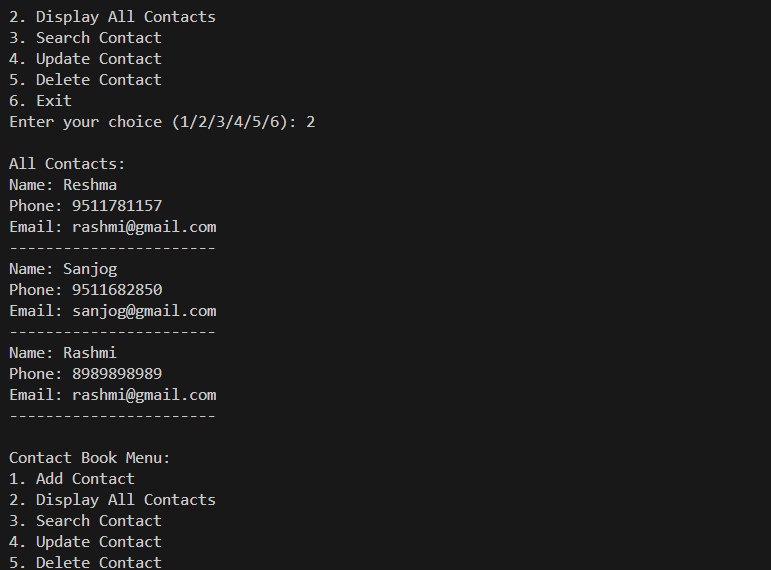 2. Display All Contacts
3. Search Contact
4. Update Contact
5. Delete Contact
6. Exit
Enter your choice (1/2/3/4/5/6): 2
All Contacts:
Name: Reshma
Phone: 9511781157
Email: rashmi@gmail.com
-----------------------
Name: Sanjog
Phone: 9511682850
Email: sanjog@gmail.com
-----------------------
Name: Rashmi
Phone: 8989898989
Email: rashmi@gmail.com
-----------------------
Contact Book Menu:
1. Add Contact
2. Display All Contacts
3. Search Contact
4. Update Contact
5. Delete Contact